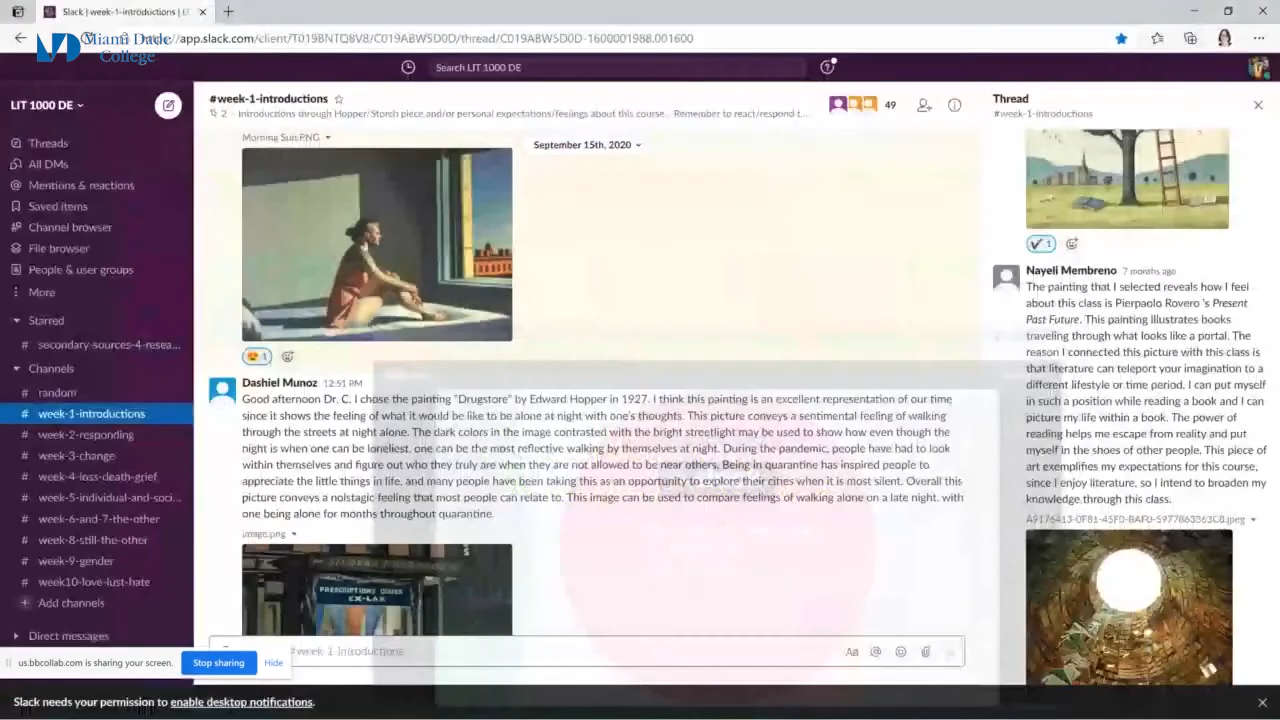 Slack | week-1-introductions |
Miami Dade
College
app.slack.com/client/T019BNTQ8V8/C019ABW5D0D/thread/C019ABW5D0D-1600001988.001600
Search LIT 1000 DE
LIT 1000 DE
Threads
All DMs
Mentions & reactions
Saved items
Channel browser
File browser
People & user groups
More
Starred
# secondary-sources-4-resea...
Channels
# random
# week-1-introductions
# week-2-responding
# week-3-change
# week-4-loss-death-grief
# week-5-individual-and-soci...
# week-6-and-7-the-other
# week-8-still-the-other
# week-9-gender
# week10-love-lust-hate
+ Add channels
Direct messages
#week-1-introductions
2 Introductions through Hopper/Storch piece and/or personal expectations/feelings about this course. Remember to react/respond t...
49
Morning Sun.PNG
September 15th, 2020
1
Dashiel Munoz 12:51 PM
Good afternoon Dr. C, I chose the painting "Drugstore" by Edward Hopper in 1927. I think this painting is an excellent representation of our time
since it shows the feeling of what it would be like to be alone at night with one's thoughts. This picture conveys a sentimental feeling of walking
through the streets at night alone. The dark colors in the image contrasted with the bright streetlight may be used to show how even though the
night is when one can be loneliest, one can be the most reflective walking by themselves at night. During the pandemic, people have had to look
within themselves and figure out who they truly are when they are not allowed to be near others. Being in quarantine has inspired people to
appreciate the little things in life, and many people have been taking this as an opportunity to explore their cities when it is most silent. Overall this
picture conveys a nolstagic feeling that most people can relate to. This image can be used to compare feelings of walking alone on a late night, with
one being alone for months throughout quarantine.
image.png
PRESCRIPTIONS DRUGS
EX-LAX
#week-1-introductions
Aa
Thread
#week-1-introductions
1
Nayeli Membreno 7 months ago
The painting that I selected reveals how I feel
about this class is Pierpaolo Rovero 's Present
Past Future. This painting illustrates books
traveling through what looks like a portal. The
reason I connected this picture with this class is
that literature can teleport your imagination to a
different lifestyle or time period. I can put myself
in such a position while reading a book and I can
picture my life within a book. The power of
reading helps me escape from reality and put
myself in the shoes of other people. This piece of
art exemplifies my expectations for this course,
since I enjoy literature, so I intend to broaden my
knowledge through this class.
us.bbcollab.com is sharing your screen.
Stop sharing
Hide
Slack needs your permission to enable desktop notifications.